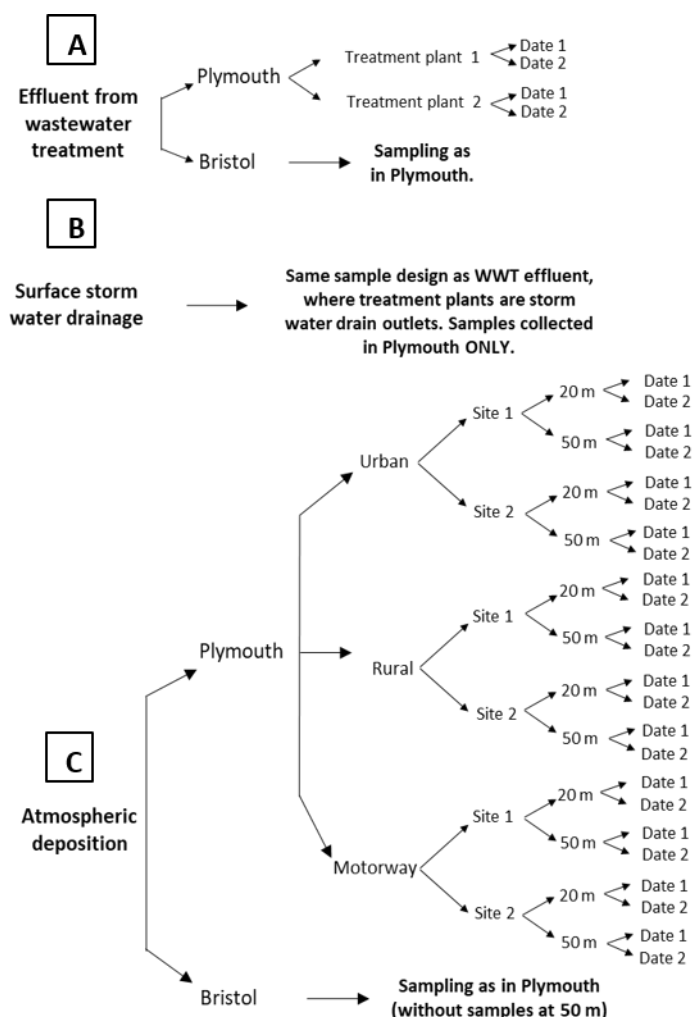 A
Effluent from
wastewater
treatment
Plymouth
Treatment plant 1
Date 1
Date 2
Treatment plant 2
Date 1
Date 2
Bristol
Sampling as
in Plymouth.
B
Surface storm
water drainage
Same sample design as WWT effluent,
where treatment plants are storm
water drain outlets. Samples collected
in Plymouth ONLY.
C
Atmospheric
deposition
Plymouth
Urban
Site 1
20 m
Date 1
Date 2
50 m
Date 1
Date 2
Site 2
20 m
Date 1
Date 2
50 m
Date 1
Date 2
Rural
Site 1
20 m
Date 1
Date 2
50 m
Date 1
Date 2
Site 2
20 m
Date 1
Date 2
50 m
Date 1
Date 2
Motorway
Site 1
20 m
Date 1
Date 2
50 m
Date 1
Date 2
Site 2
20 m
Date 1
Date 2
50 m
Date 1
Date 2
Bristol
Sampling as in Plymouth
(without samples at 50 m)